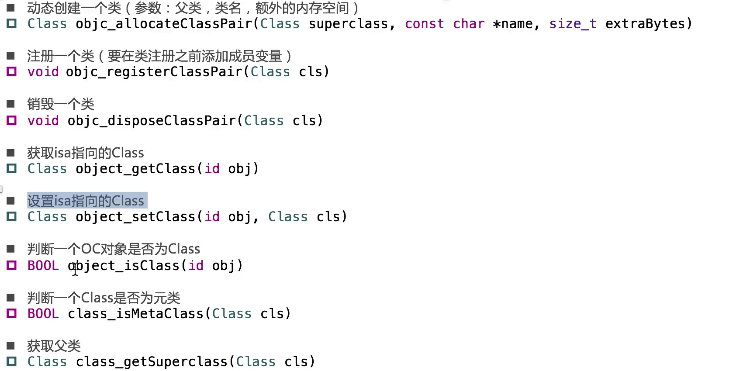 动态创建一个类（参数：父类，类名，额外的内存空间）
Class objc_allocateClassPair(Class superclass, const char *name, size_t extraBytes)
注册一个类（要在类注册之前添加成员变量）
void objc_registerClassPair(Class cls)
销毁一个类
void objc_disposeClassPair(Class cls)
获取isa指向的Class
Class object_getClass(id obj)
设置isa指向的Class
Class object_setClass(id obj, Class cls)
判断一个OC对象是否为Class
BOOL object_isClass(id obj)
判断一个Class是否为元类
BOOL class_isMetaClass(Class cls)
获取父类
Class class_getSuperclass(Class cls)